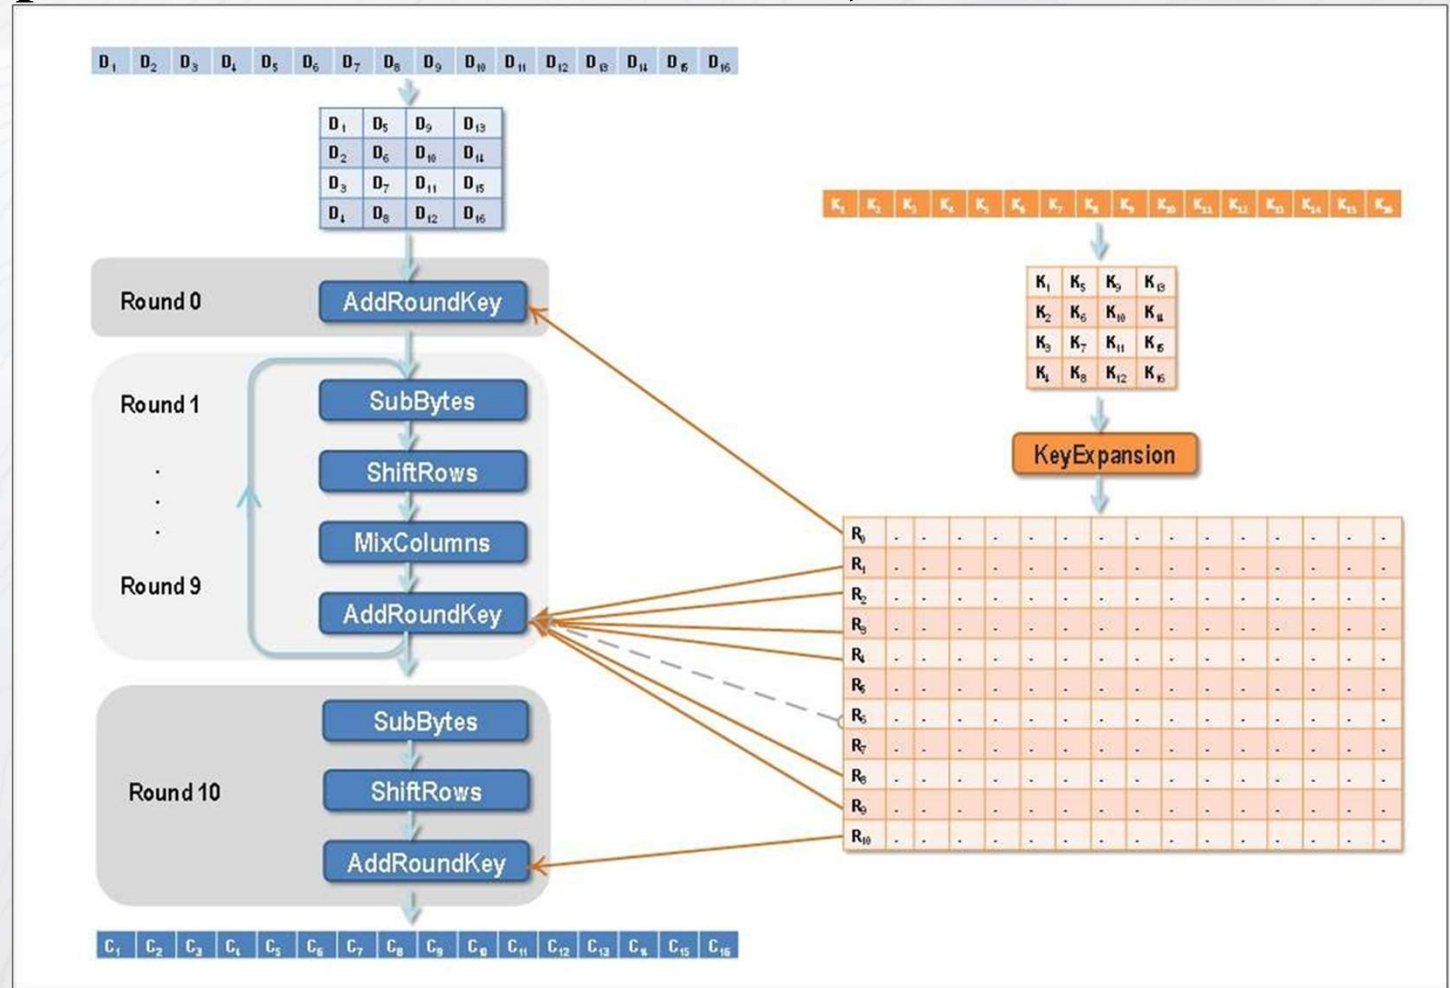 D₁ D₂ D₃ D₄ D₅ D₆ D₇ D₈ D₉ D₁₀ D₁₁ D₁₂ D₁₃ D₁₄ D₁₅ D₁₆
D₁ D₅ D₉ D₁₃
D₂ D₆ D₁₀ D₁₄
D₃ D₇ D₁₁ D₁₅
D₄ D₈ D₁₂ D₁₆
Round 0
AddRoundKey
Round 1
.
.
.
Round 9
SubBytes
ShiftRows
MixColumns
AddRoundKey
Round 10
SubBytes
ShiftRows
AddRoundKey
C₁ C₂ C₃ C₄ C₅ C₆ C₇ C₈ C₉ C₁₀ C₁₁ C₁₂ C₁₃ C₁₄ C₁₅ C₁₆
K₁ K₂ K₃ K₄ K₅ K₆ K₇ K₈ K₉ K₁₀ K₁₁ K₁₂ K₁₃ K₁₄ K₁₅ K₁₆
K₁ K₅ K₉ K₁₃
K₂ K₆ K₁₀ K₁₄
K₃ K₇ K₁₁ K₁₅
K₄ K₈ K₁₂ K₁₆
KeyExpansion
R₀ . . . . . . . . . . . . . . .
R₁ . . . . . . . . . . . . . . .
R₂ . . . . . . . . . . . . . . .
R₃ . . . . . . . . . . . . . . .
R₄ . . . . . . . . . . . . . . .
R₅ . . . . . . . . . . . . . . .
R₆ . . . . . . . . . . . . . . .
R₇ . . . . . . . . . . . . . . .
R₈ . . . . . . . . . . . . . . .
R₉ . . . . . . . . . . . . . . .
R₁₀ . . . . . . . . . . . . . . .